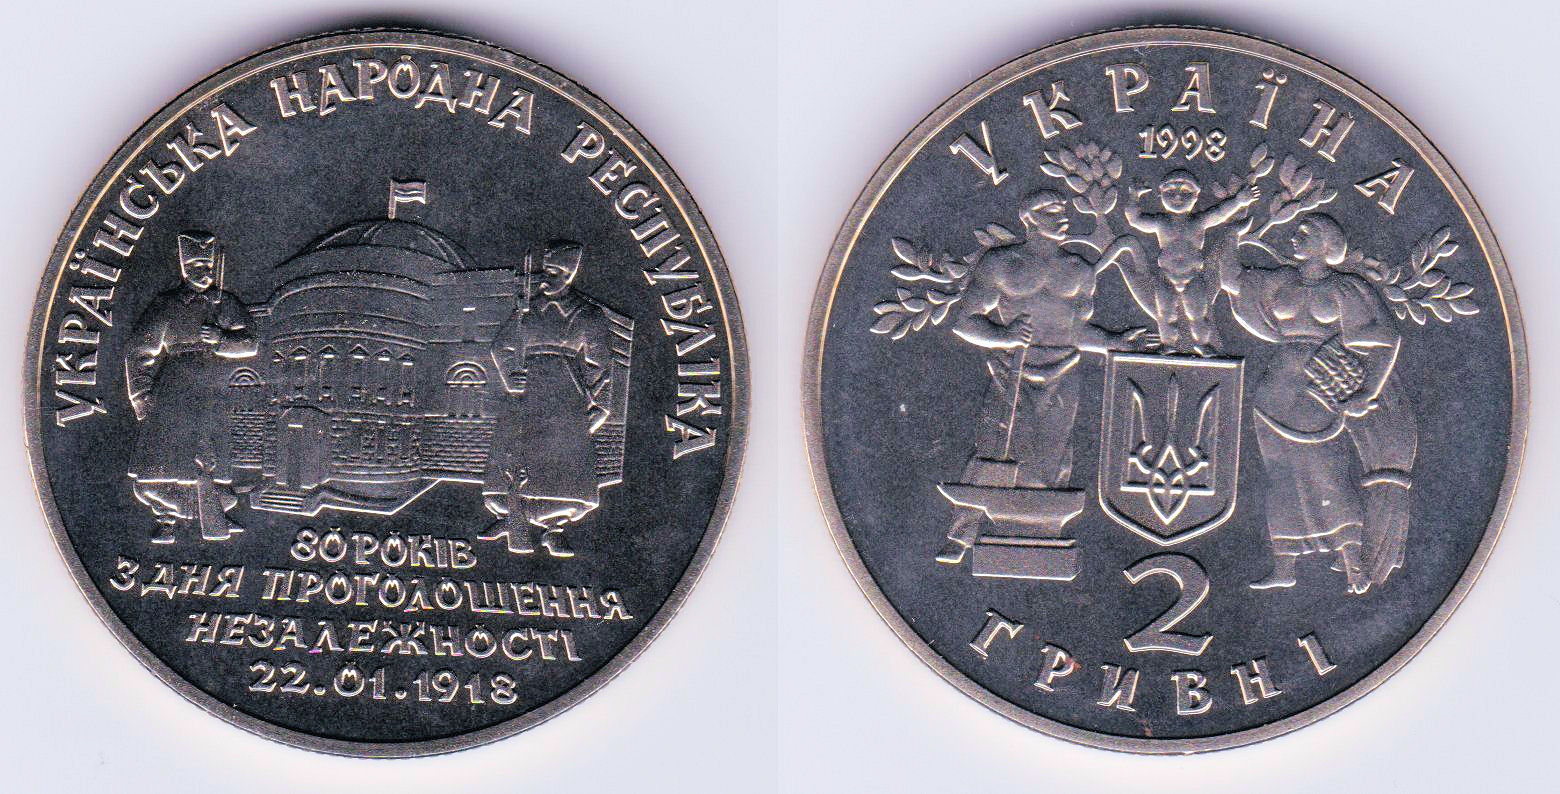 УКРАЇНСЬКА НАРОДНА РЕСПУБЛІКА
80 РОКІВ
З ДНЯ ПРОГОЛОШЕННЯ
НЕЗАЛЕЖНОСТІ
22.01.1918
УКРАЇНА
1998
2
ГРИВНІ